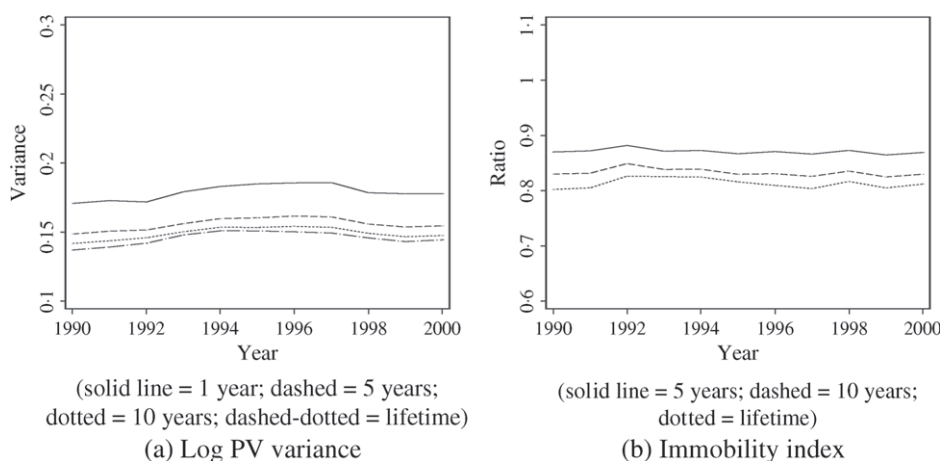 0·3
0·25
0·2
0·15
0·1
Variance
1990 1992 1994 1996 1998 2000
Year
(solid line = 1 year; dashed = 5 years;
dotted = 10 years; dashed-dotted = lifetime)
(a) Log PV variance
1·1
1
0·9
0·8
0·7
0·6
Ratio
1990 1992 1994 1996 1998 2000
Year
(solid line = 5 years; dashed = 10 years;
dotted = lifetime)
(b) Immobility index